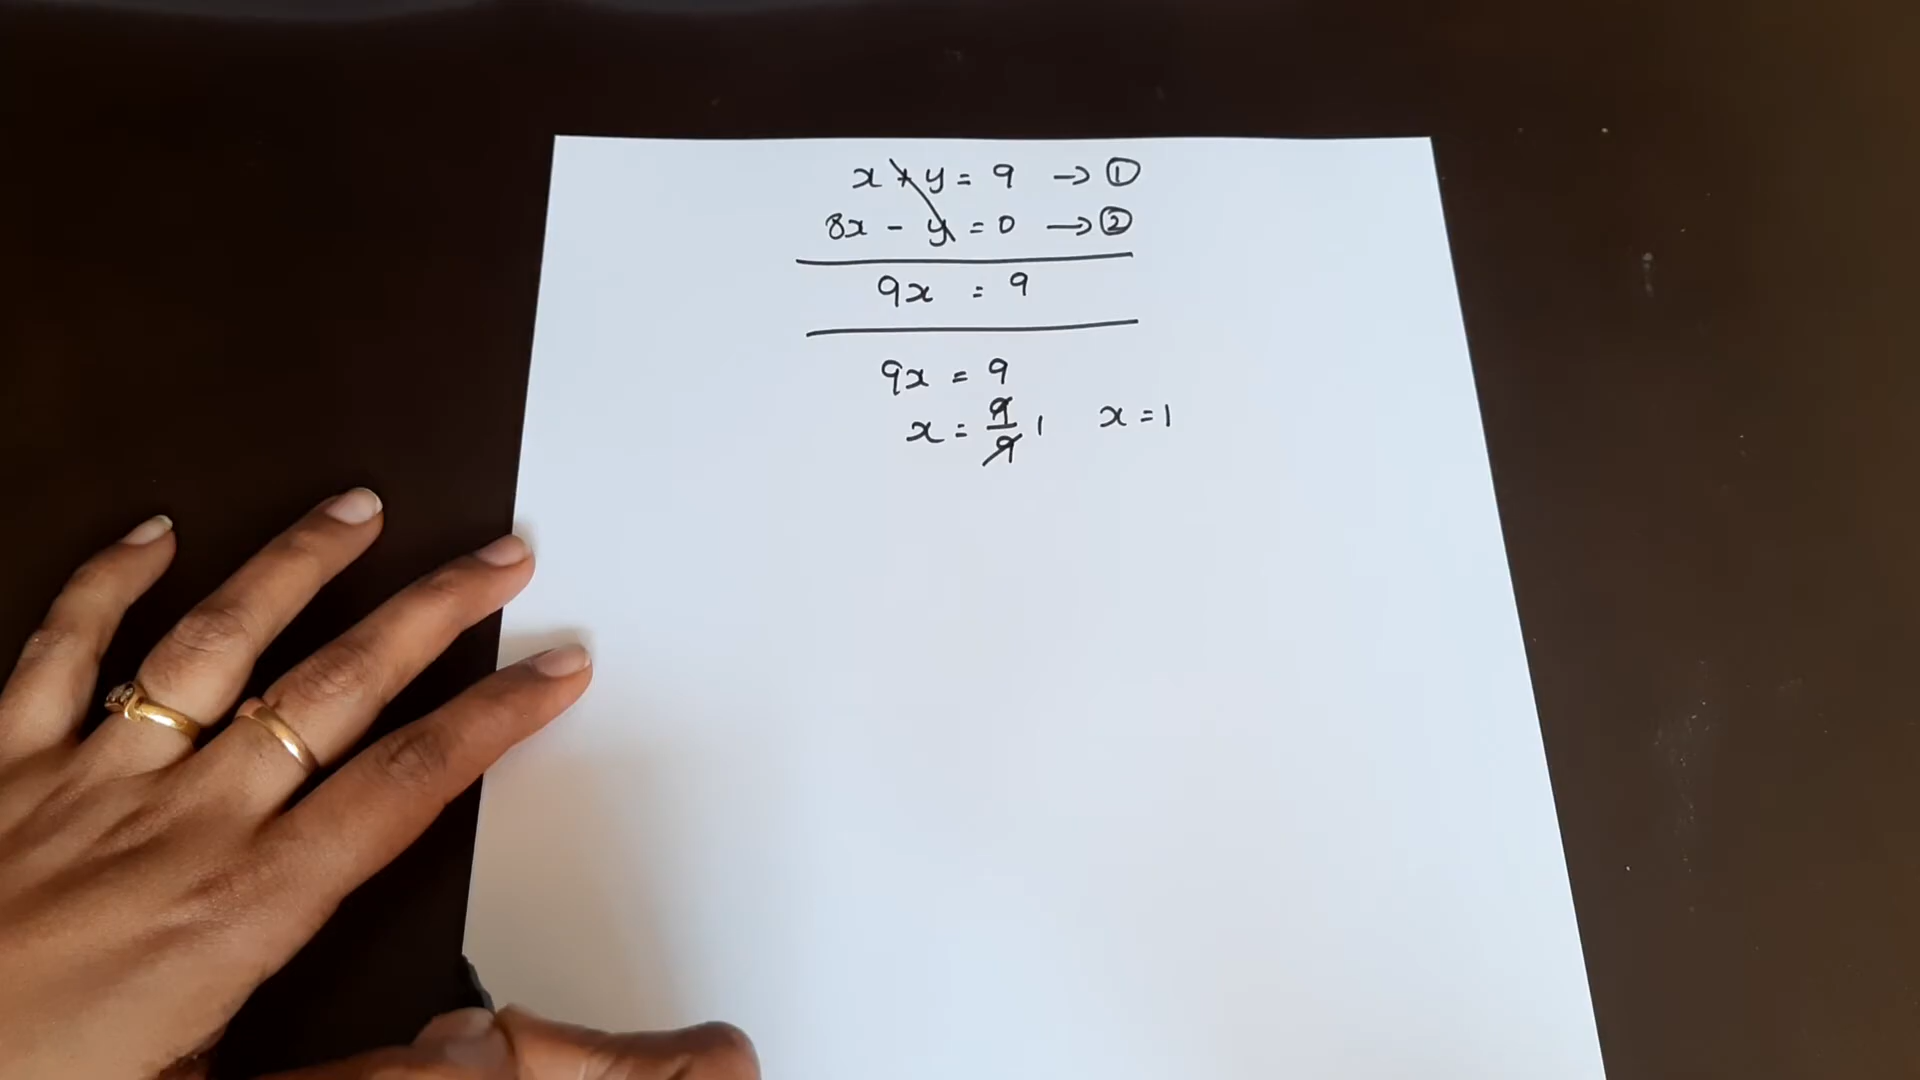 x + y = 9 → ①
8x - y = 0 → ②
9x = 9
9x = 9
x = 9/9 1 x = 1